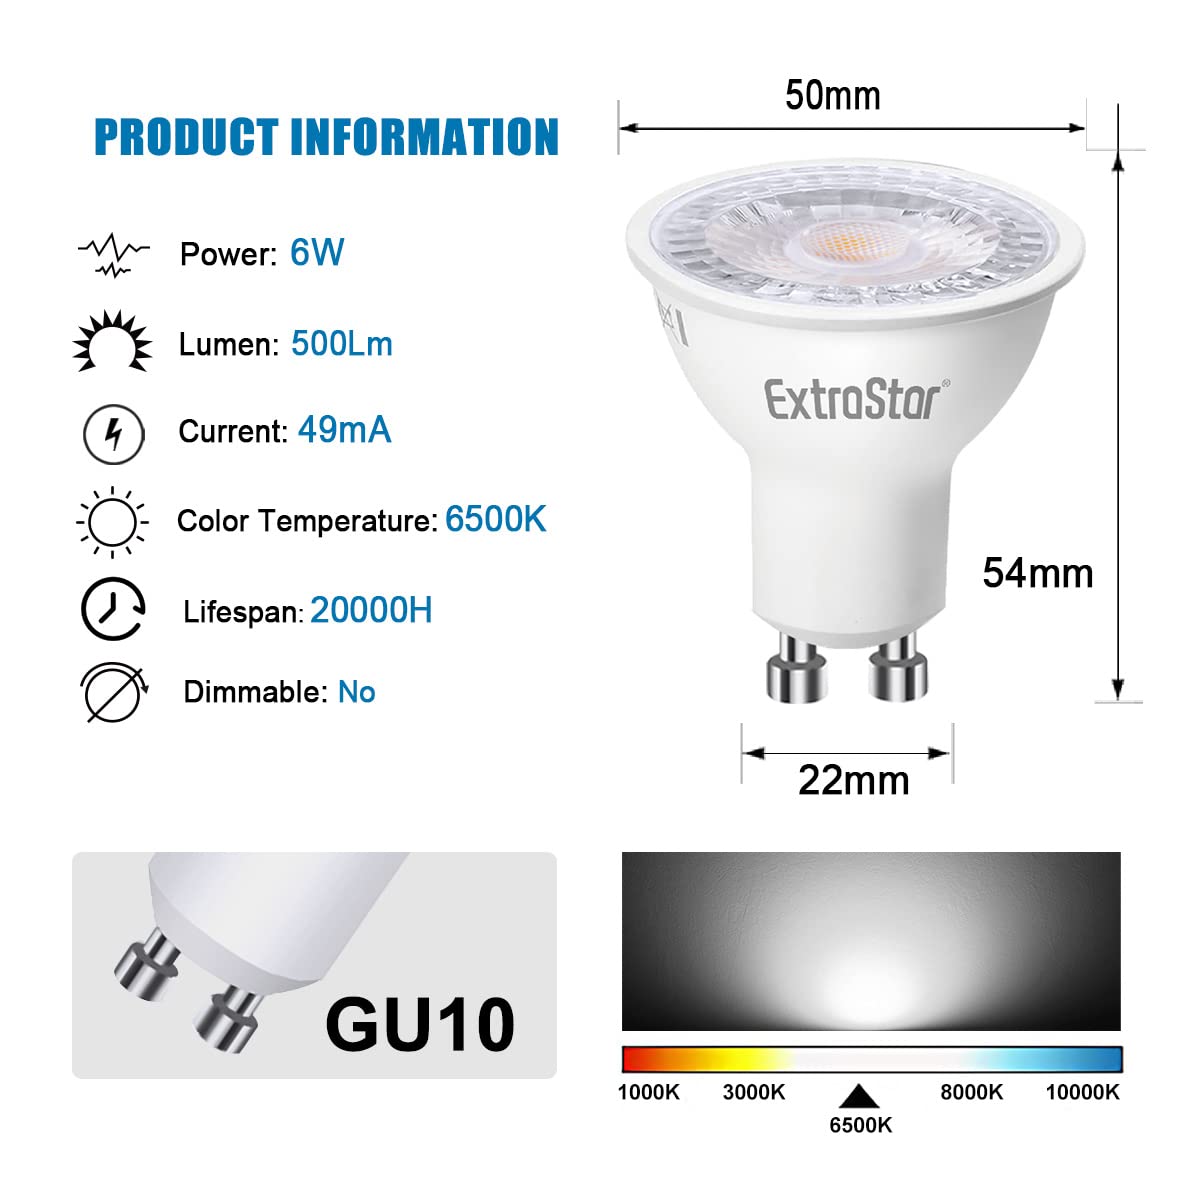 PRODUCT INFORMATION
Power: 6W
Lumen: 500Lm
Current: 49mA
Color Temperature: 6500K
Lifespan: 20000H
Dimmable: No
50mm
ExtraStar®
54mm
22mm
GU10
1000K 3000K 8000K 10000K
6500K